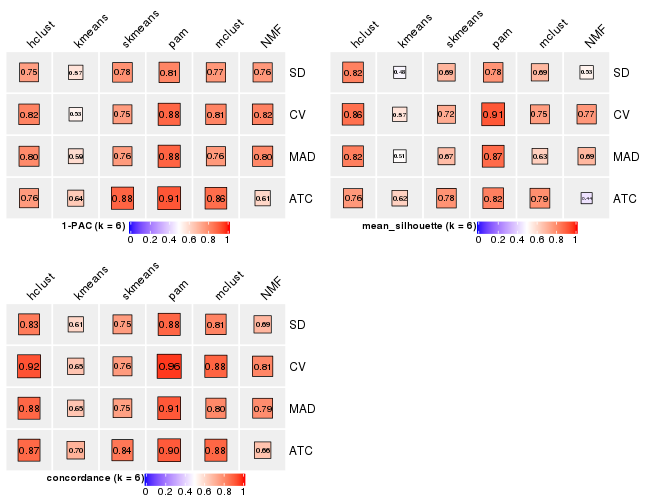 hclust kmeans skmeans pam mclust NMF
0.75 0.57 0.78 0.81 0.77 0.76 SD
0.82 0.53 0.75 0.88 0.81 0.82 CV
0.80 0.59 0.76 0.88 0.76 0.80 MAD
0.76 0.64 0.88 0.91 0.86 0.61 ATC
1-PAC (k = 6)
0 0.2 0.4 0.6 0.8 1
hclust kmeans skmeans pam mclust NMF
0.82 0.48 0.69 0.78 0.69 0.53 SD
0.86 0.57 0.72 0.91 0.75 0.77 CV
0.82 0.51 0.67 0.87 0.63 0.69 MAD
0.76 0.62 0.78 0.82 0.79 0.44 ATC
mean_silhouette (k = 6)
0 0.2 0.4 0.6 0.8 1
hclust kmeans skmeans pam mclust NMF
0.83 0.61 0.75 0.88 0.81 0.69 SD
0.92 0.65 0.76 0.96 0.88 0.81 CV
0.88 0.65 0.75 0.91 0.80 0.79 MAD
0.87 0.70 0.84 0.90 0.88 0.66 ATC
concordance (k = 6)
0 0.2 0.4 0.6 0.8 1